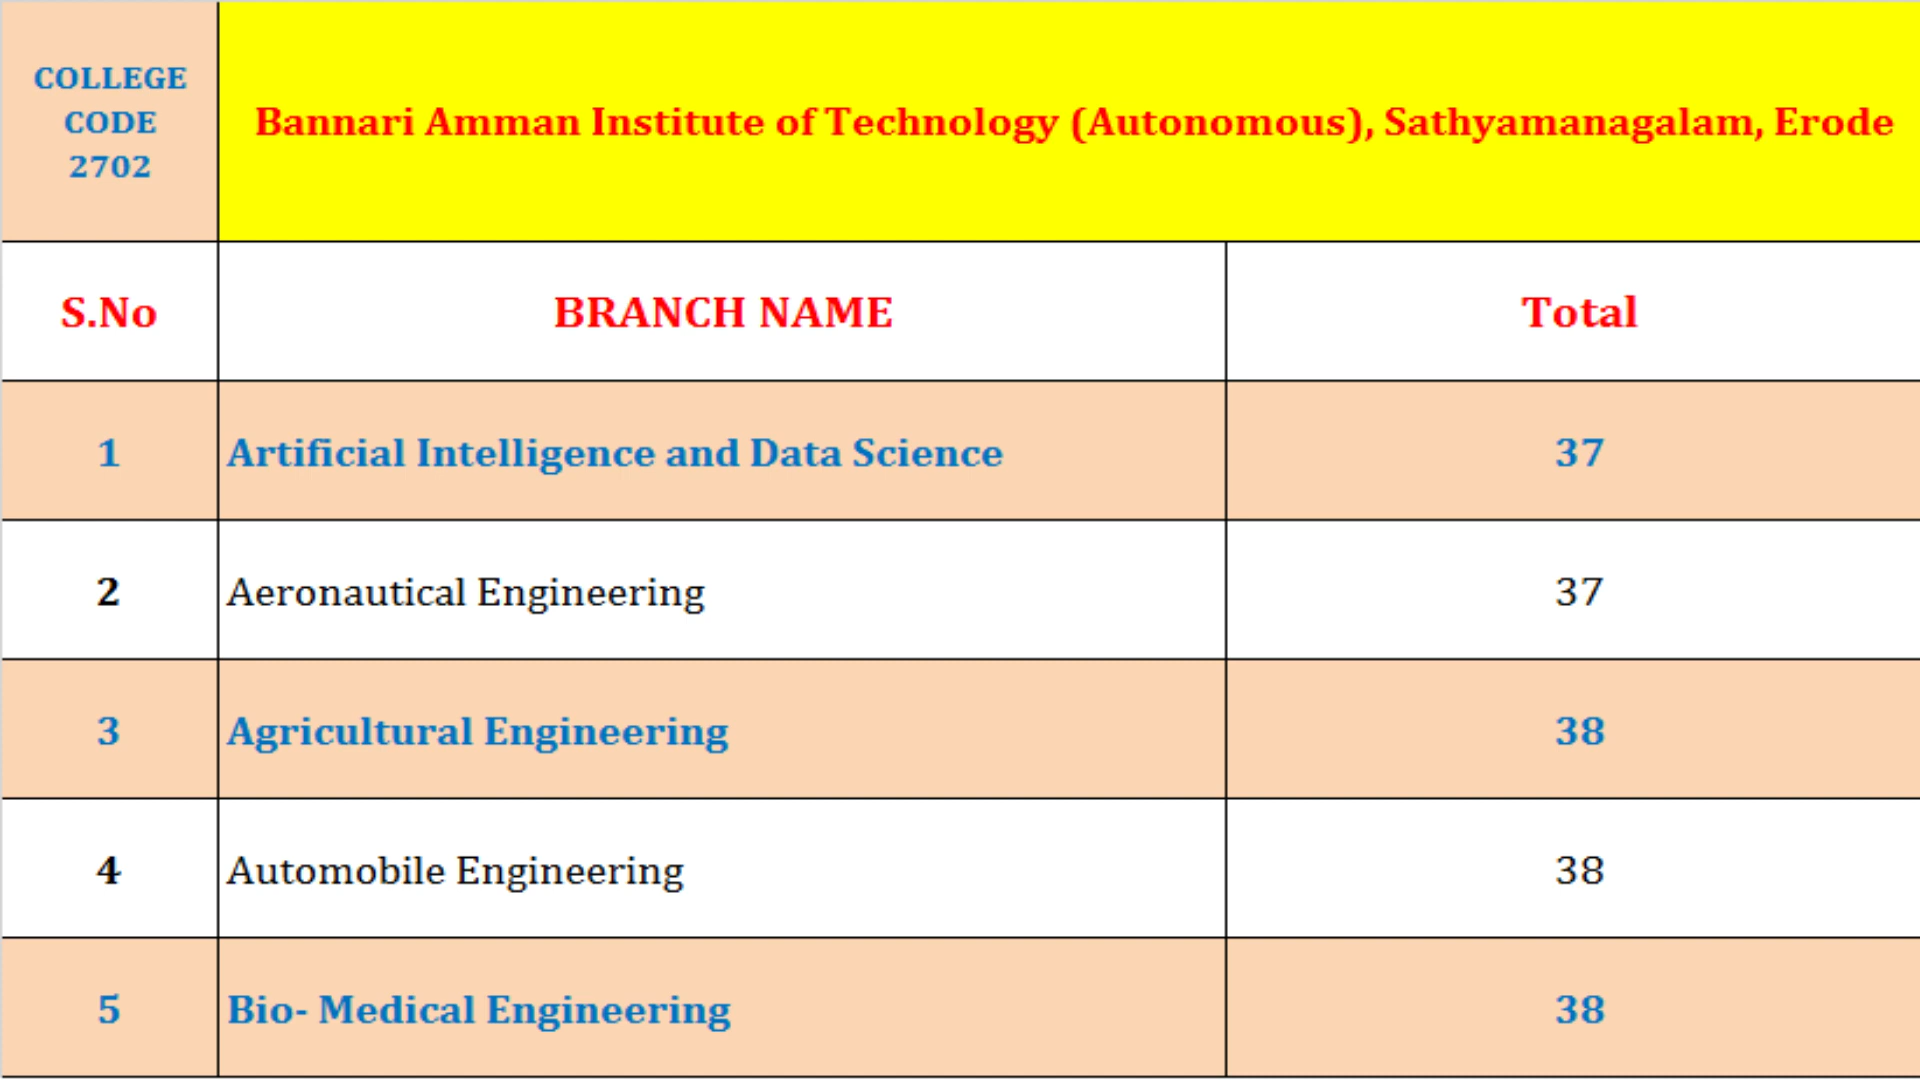 COLLEGE
CODE
2702
Bannari Amman Institute of Technology (Autonomous), Sathyamanagalam, Erode
S.No BRANCH NAME Total
1 Artificial Intelligence and Data Science 37
2 Aeronautical Engineering 37
3 Agricultural Engineering 38
4 Automobile Engineering 38
5 Bio- Medical Engineering 38